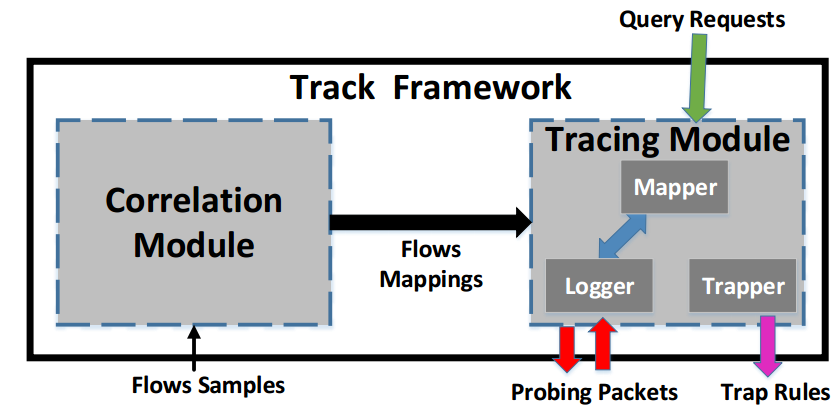 Query Requests
Track Framework
Tracing Module
Mapper
Correlation
Module
Flows
Mappings
Logger
Trapper
Flows Samples
Probing Packets
Trap Rules